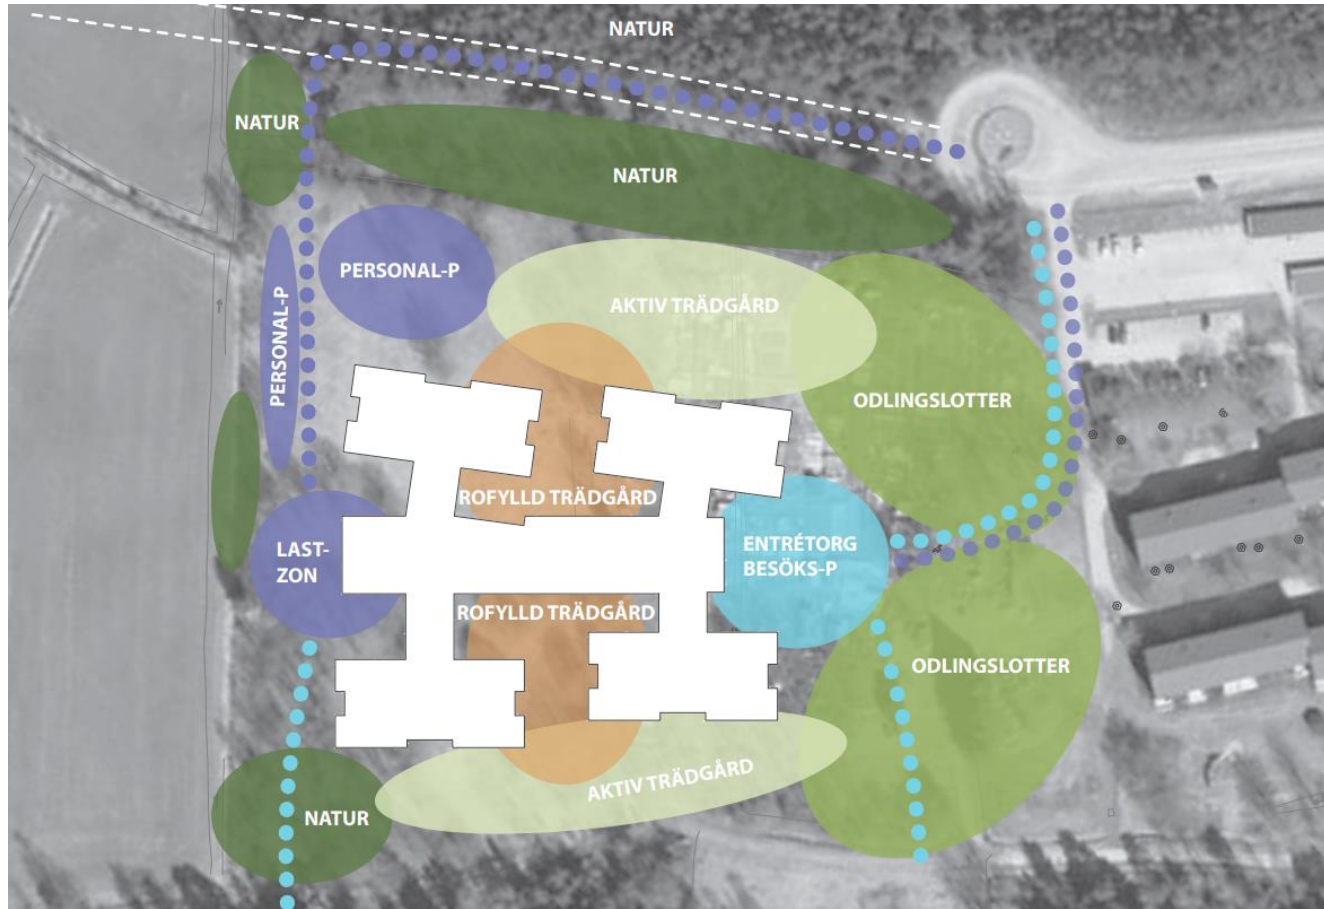 NATUR
NATUR
NATUR
PERSONAL-P
PERSONAL-P
AKTIV TRÄDGÅRD
ODLINGSLOTTER
ROFYLLD TRÄDGÅRD
LAST-
ZON
ENTRÉTORG
BESÖKS-P
ROFYLLD TRÄDGÅRD
ODLINGSLOTTER
AKTIV TRÄDGÅRD
NATUR